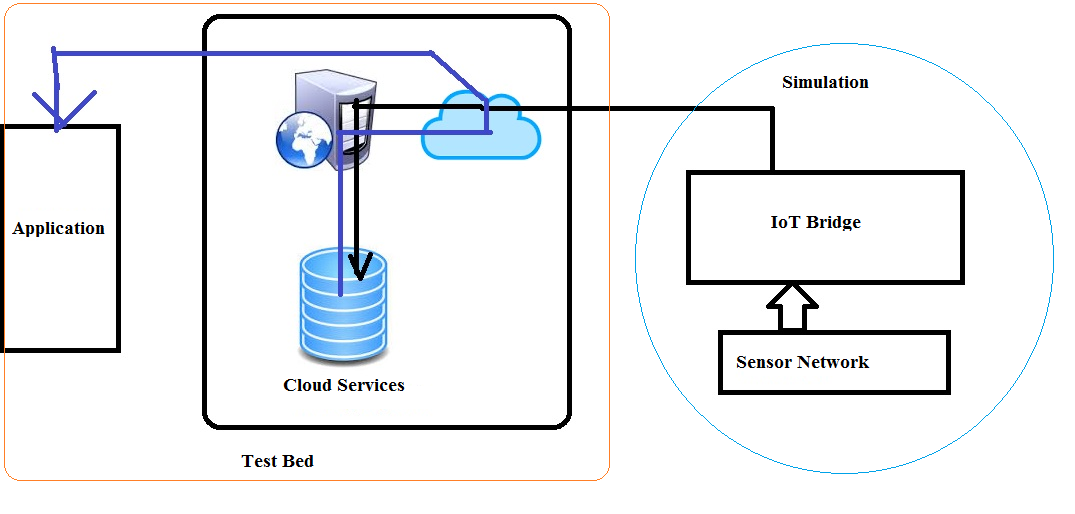 Simulation
Application
IoT Bridge
Sensor Network
Cloud Services
Test Bed